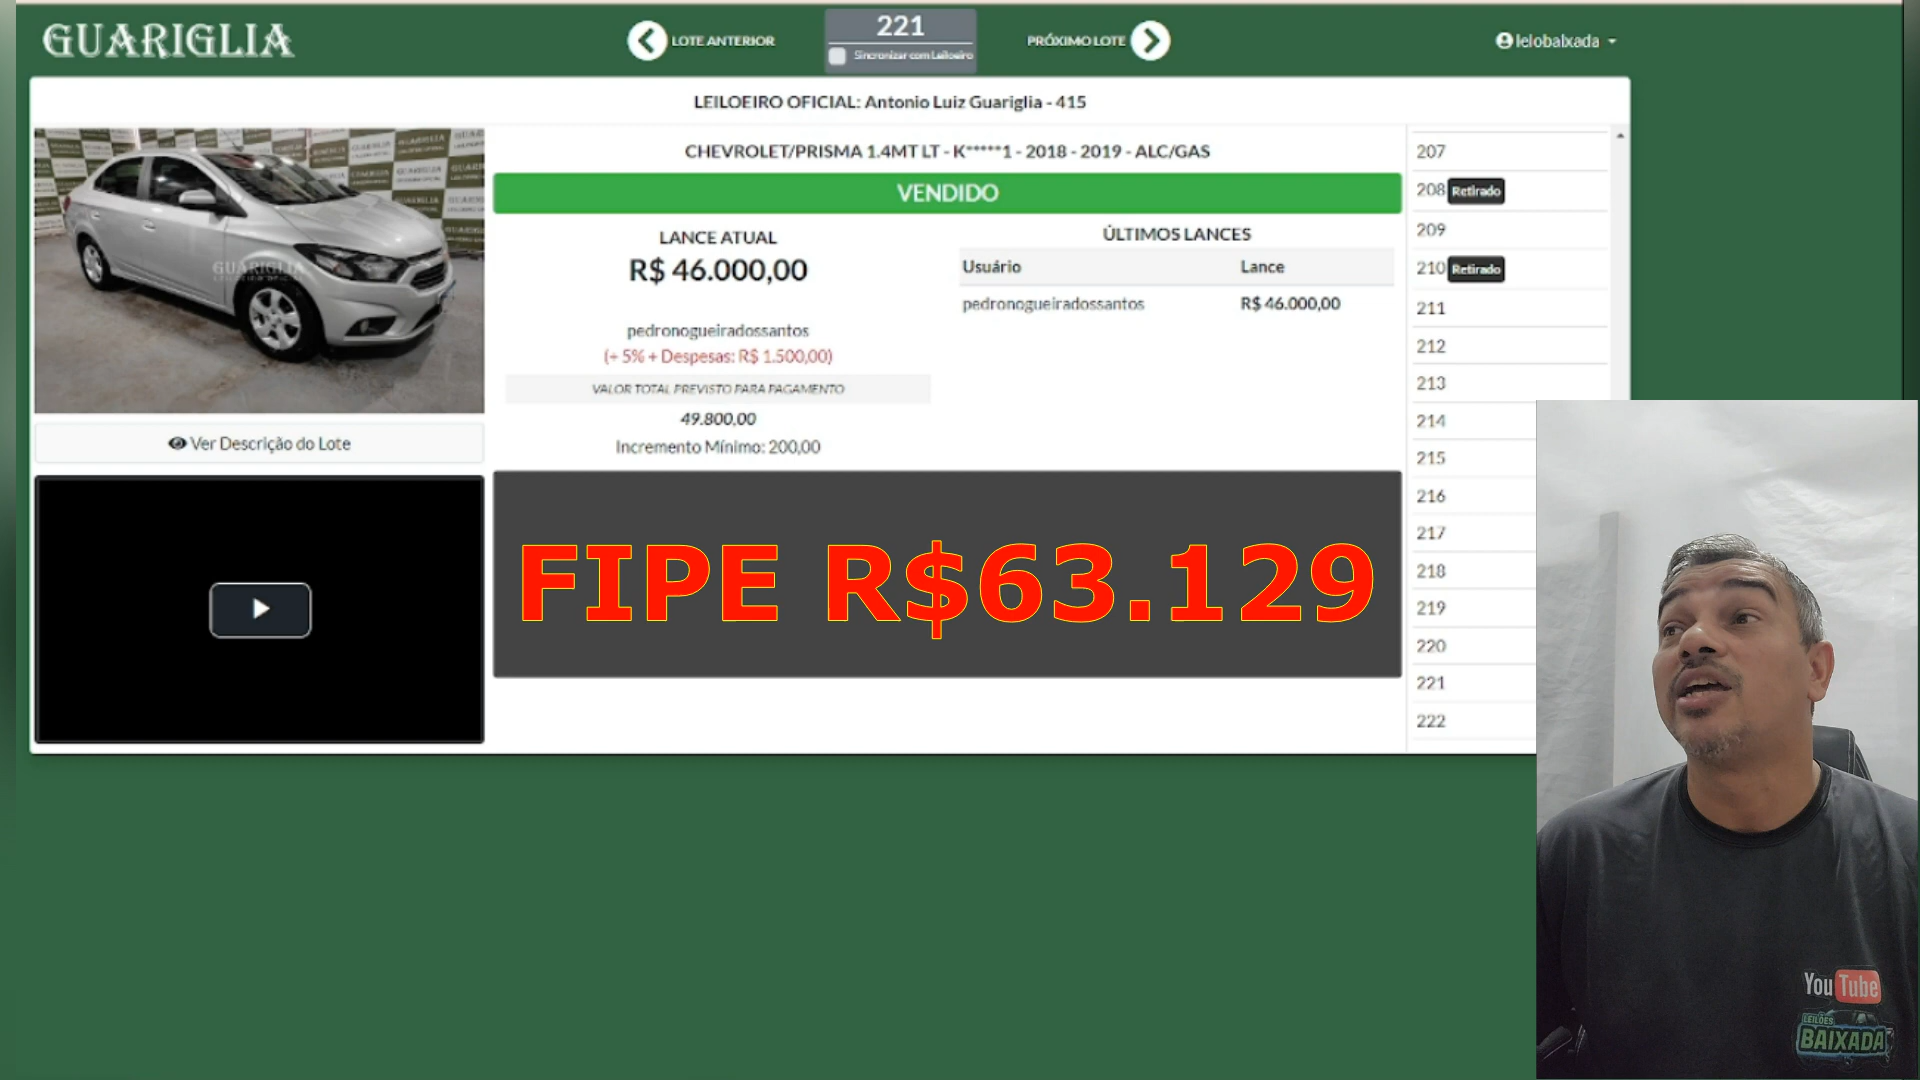 GUARIGLIA
LOTE ANTERIOR
221
Sincronizar com Leiloeiro
PRÓXIMO LOTE
lelobaixada
LEILOEIRO OFICIAL: Antonio Luiz Guariglia - 415
CHEVROLET/PRISMA 1.4MT LT - K*****1 - 2018 - 2019 - ALC/GAS
VENDIDO
LANCE ATUAL
R$ 46.000,00
pedronogueiradossantos
(+ 5% + Despesas: R$ 1.500,00)
VALOR TOTAL PREVISTO PARA PAGAMENTO
49.800,00
Incremento Mínimo: 200,00
ÚLTIMOS LANCES
Usuário Lance
pedronogueiradossantos R$ 46.000,00
GUARIGLIA
Ver Descrição do Lote
FIPE R$63.129
207
208 Retirado
209
210 Retirado
211
212
213
214
215
216
217
218
219
220
221
222
YouTube
LEILÕES
BAIXADA